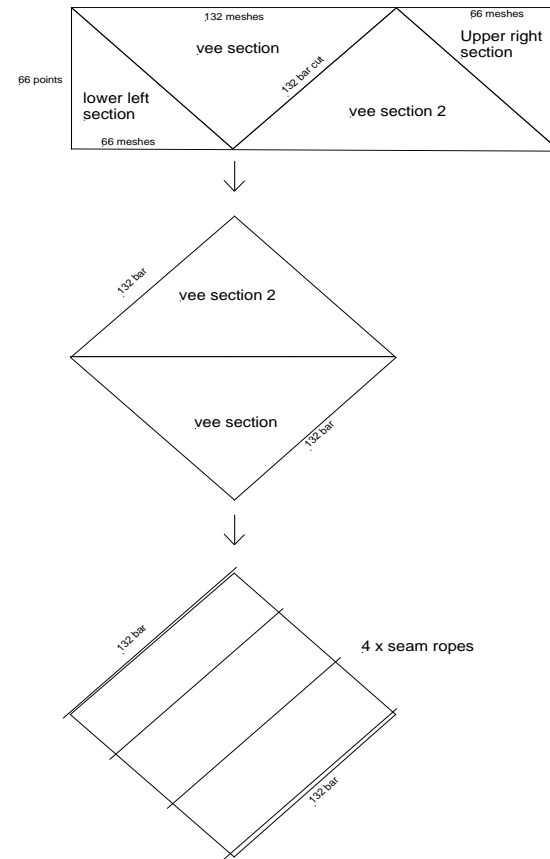 132 meshes
66 meshes
vee section
Upper right
section
66 points
132 bar cut
lower left
section
vee section 2
66 meshes
132 bar
vee section 2
vee section
132 bar
132 bar
4 x seam ropes
132 bar